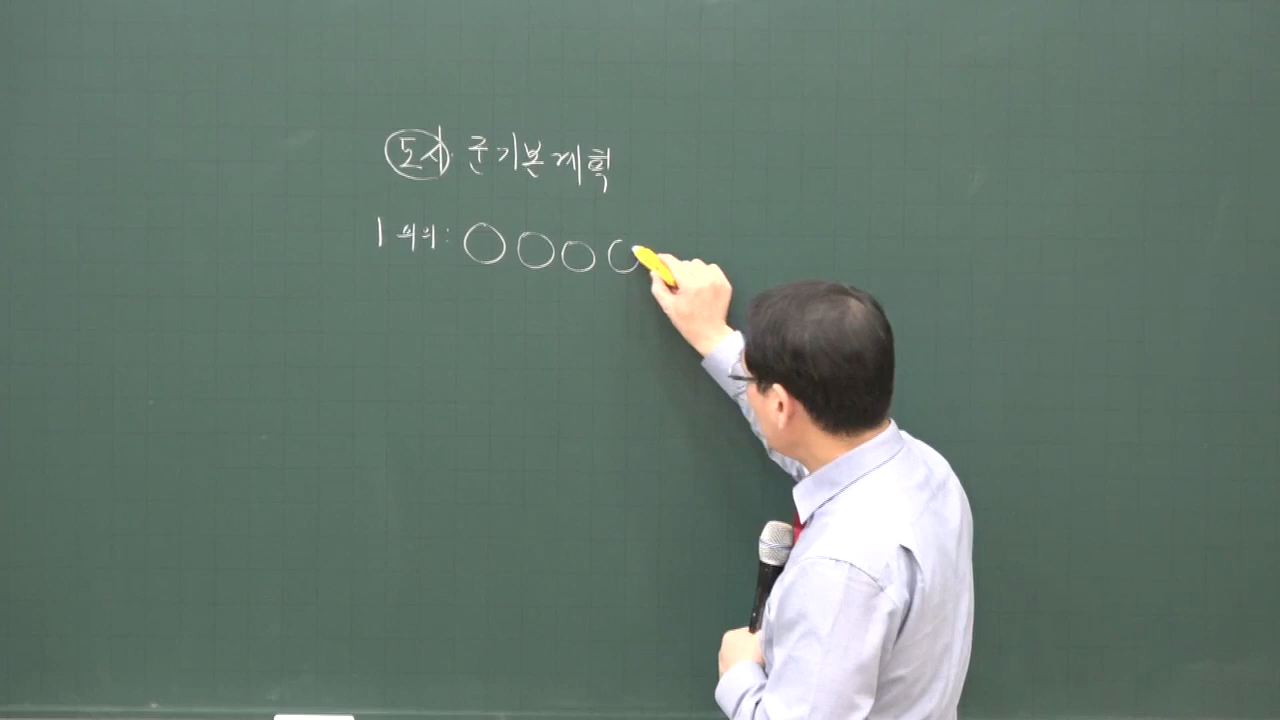 도시 군기본계획
1 의의 : ○ ○ ○ ○